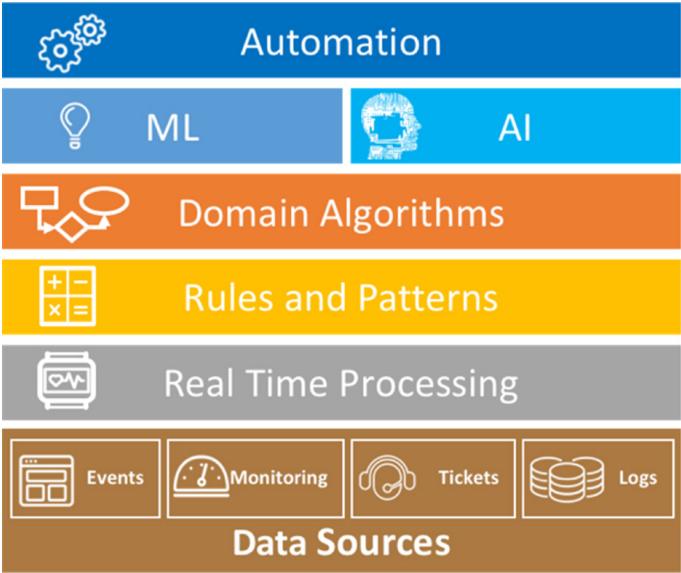 Automation
ML
AI
Domain Algorithms
Rules and Patterns
Real Time Processing
Events
Monitoring
Tickets
Logs
Data Sources